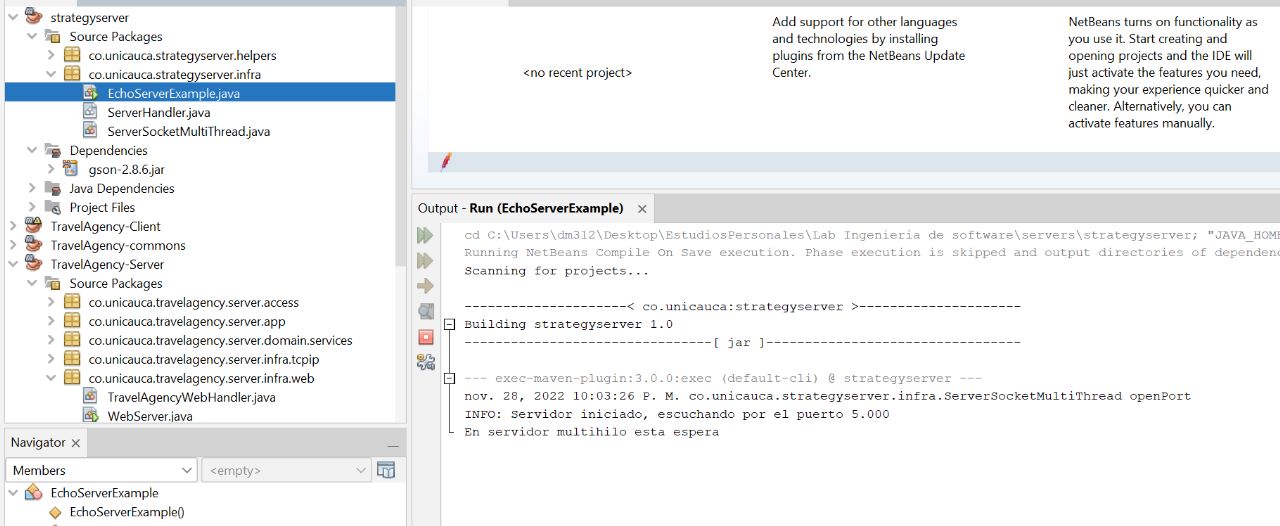 strategyserver
Source Packages
co.unicauca.strategyserver.helpers
co.unicauca.strategyserver.infra
EchoServerExample.java
ServerHandler.java
ServerSocketMultiThread.java
Dependencies
gson-2.8.6.jar
Java Dependencies
Project Files
TravelAgency-Client
TravelAgency-commons
TravelAgency-Server
Source Packages
co.unicauca.travelagency.server.access
co.unicauca.travelagency.server.app
co.unicauca.travelagency.server.domain.services
co.unicauca.travelagency.server.infra.tcpip
co.unicauca.travelagency.server.infra.web
TravelAgencyWebHandler.java
WebServer.java
Navigator
Members
<empty>
EchoServerExample
EchoServerExample()
<no recent project>
Add support for other languages
and technologies by installing
plugins from the NetBeans Update
Center.
NetBeans turns on functionality as
you use it. Start creating and
opening projects and the IDE will
just activate the features you need,
making your experience quicker and
cleaner. Alternatively, you can
activate features manually.
Output - Run (EchoServerExample)
cd C:\Users\dm312\Desktop\EstudiosPersonales\Lab Ingenieria de software\servers\strategyserver; "JAVA_HOME
Running NetBeans Compile On Save execution. Phase execution is skipped and output directories of dependenc
Scanning for projects...
---------------------< co.unicauca:strategyserver >---------------------
Building strategyserver 1.0
--------------------------------[ jar ]---------------------------------
--- exec-maven-plugin:3.0.0:exec (default-cli) @ strategyserver ---
nov. 28, 2022 10:03:26 P. M. co.unicauca.strategyserver.infra.ServerSocketMultiThread openPort
INFO: Servidor iniciado, escuchando por el puerto 5.000
En servidor multihilo esta espera